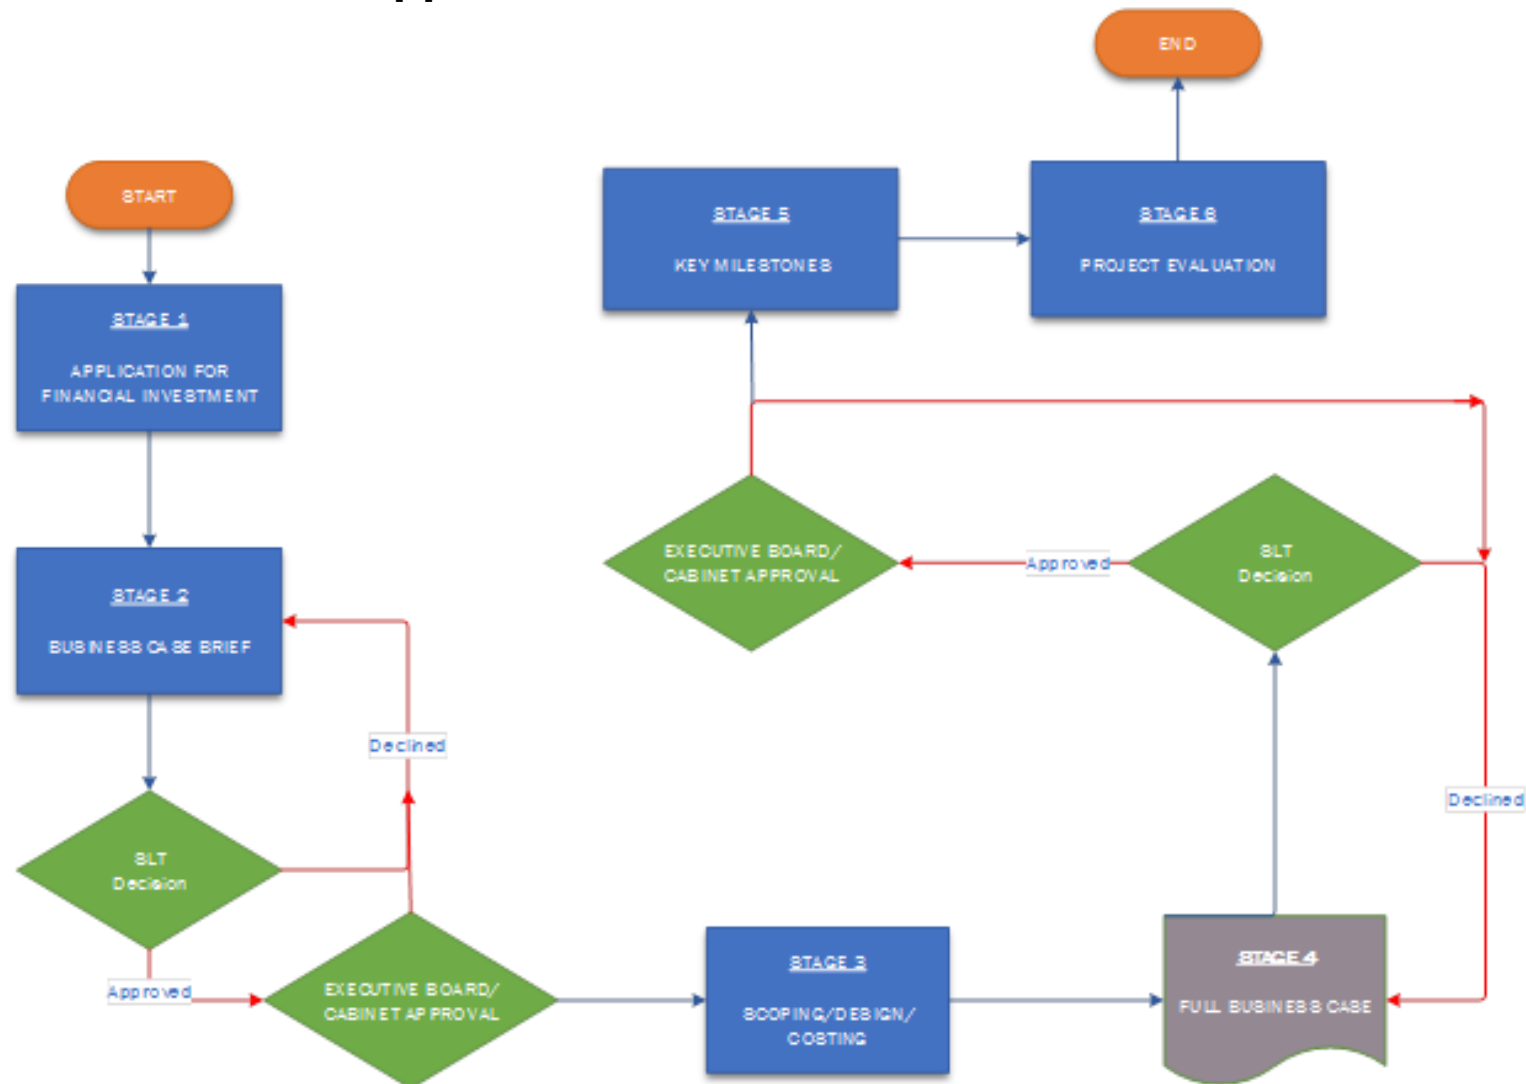 START
STAGE 1
APPLICATION FOR
FINANCIAL INVESTMENT
STAGE 2
BUSINESS CASE BRIEF
SLT
Decision
Declined
Approved
EXECUTIVE BOARD/
CABINET APPROVAL
STAGE 3
SCOPING/DESIGN/
COSTING
STAGE 4
FULL BUSINESS CASE
Declined
SLT
Decision
Approved
EXECUTIVE BOARD/
CABINET APPROVAL
STAGE 5
KEY MILESTONES
STAGE 6
PROJECT EVALUATION
END